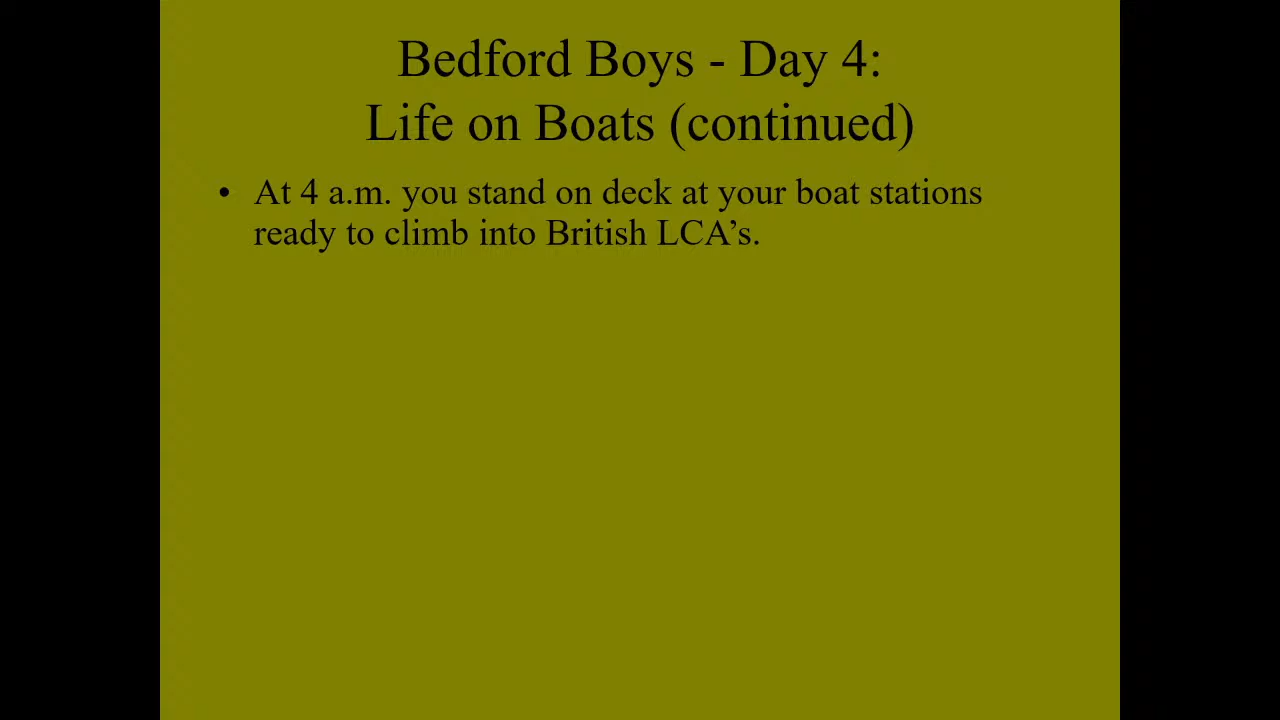 Bedford Boys - Day 4:
Life on Boats (continued)
• At 4 a.m. you stand on deck at your boat stations
ready to climb into British LCA’s.